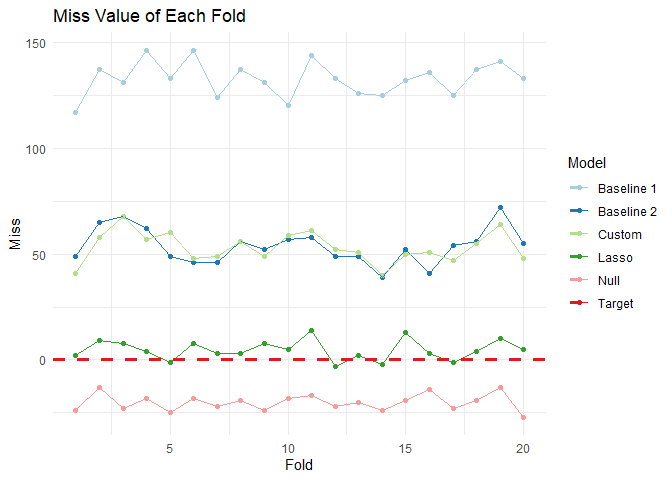 Miss Value of Each Fold
150
100
50
0
Miss
5
10
15
20
Fold
Model
Baseline 1
Baseline 2
Custom
Lasso
Null
Target